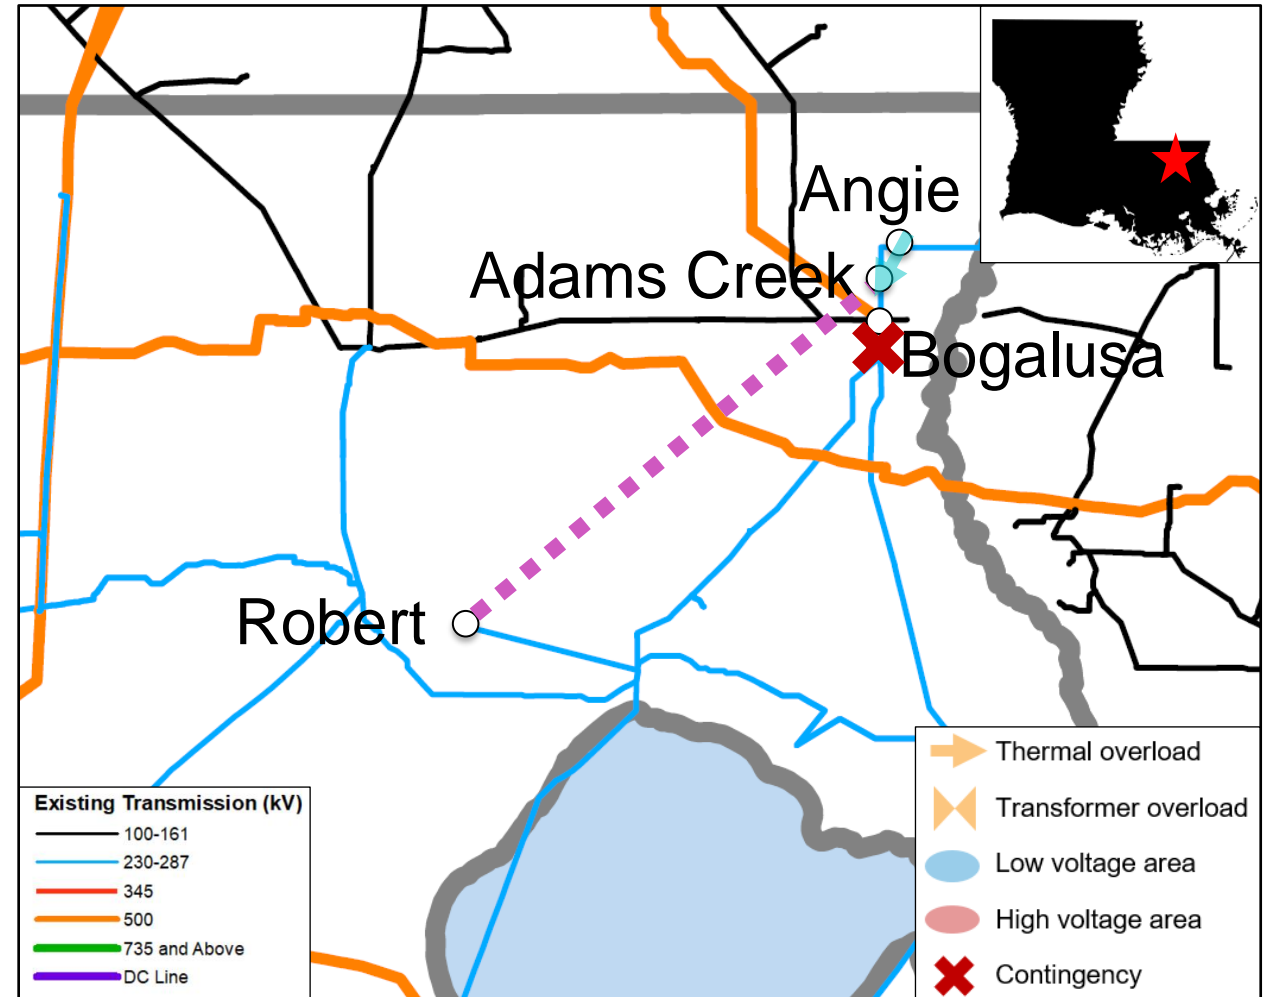 Angie
Adams Creek
Bogalusa
Robert
Existing Transmission (kV)
100-161
230-287
345
500
735 and Above
DC Line
Thermal overload
Transformer overload
Low voltage area
High voltage area
Contingency